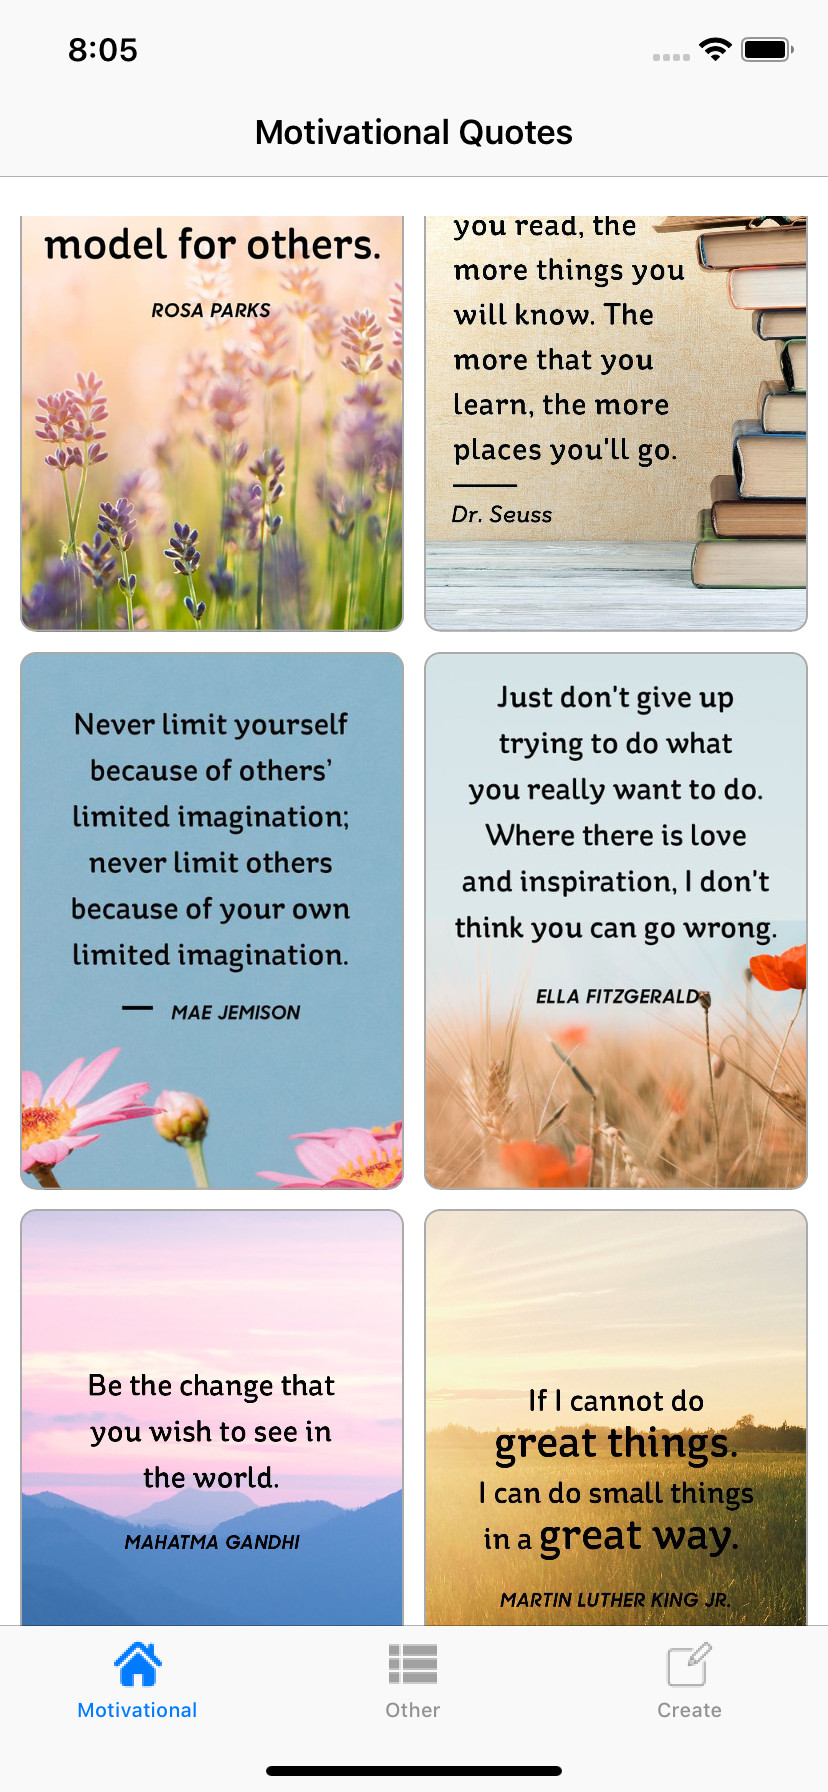 8:05
Motivational Quotes
model for others.
ROSA PARKS
you read, the
more things you
will know. The
more that you
learn, the more
places you'll go.
Dr. Seuss
Never limit yourself
because of others’
limited imagination;
never limit others
because of your own
limited imagination.
— MAE JEMISON
Just don't give up
trying to do what
you really want to do.
Where there is love
and inspiration, I don't
think you can go wrong.
ELLA FITZGERALD
Be the change that
you wish to see in
the world.
MAHATMA GANDHI
If I cannot do
great things.
I can do small things
in a great way.
MARTIN LUTHER KING JR.
Motivational
Other
Create